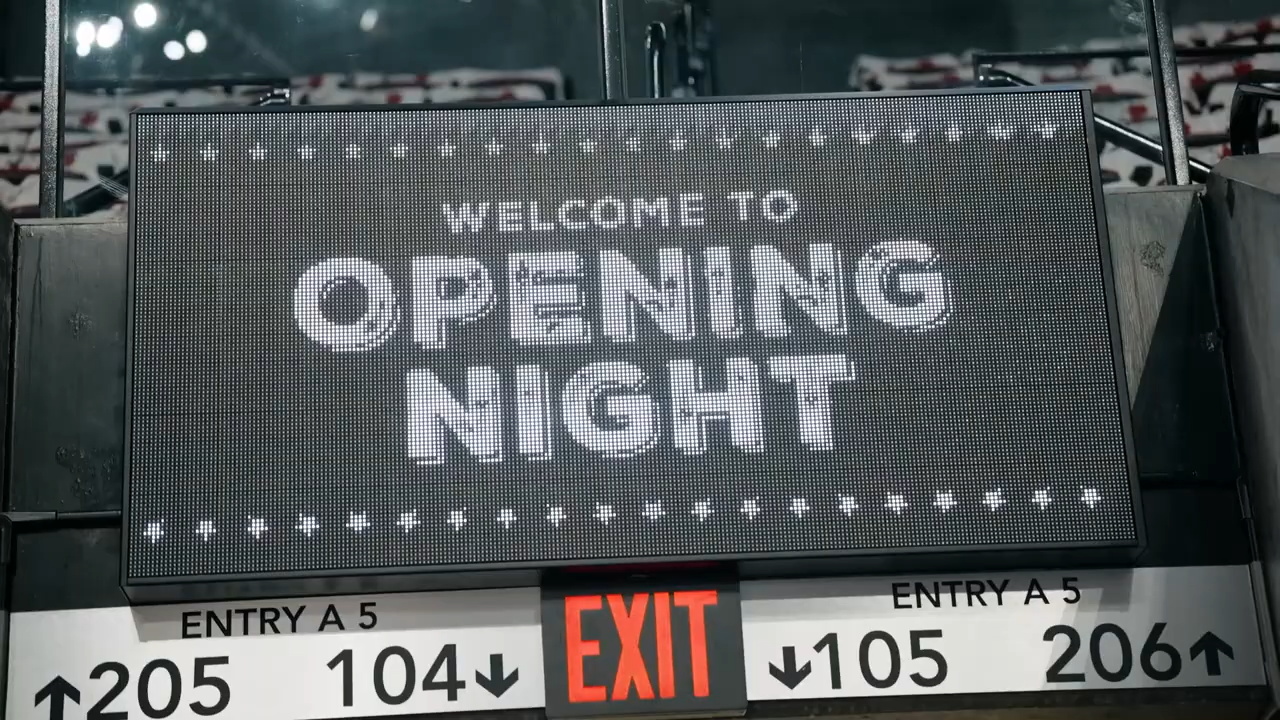 WELCOME TO
OPENING
NIGHT
ENTRY A 5
↑205 104↓
EXIT
ENTRY A 5
↓105 206↑